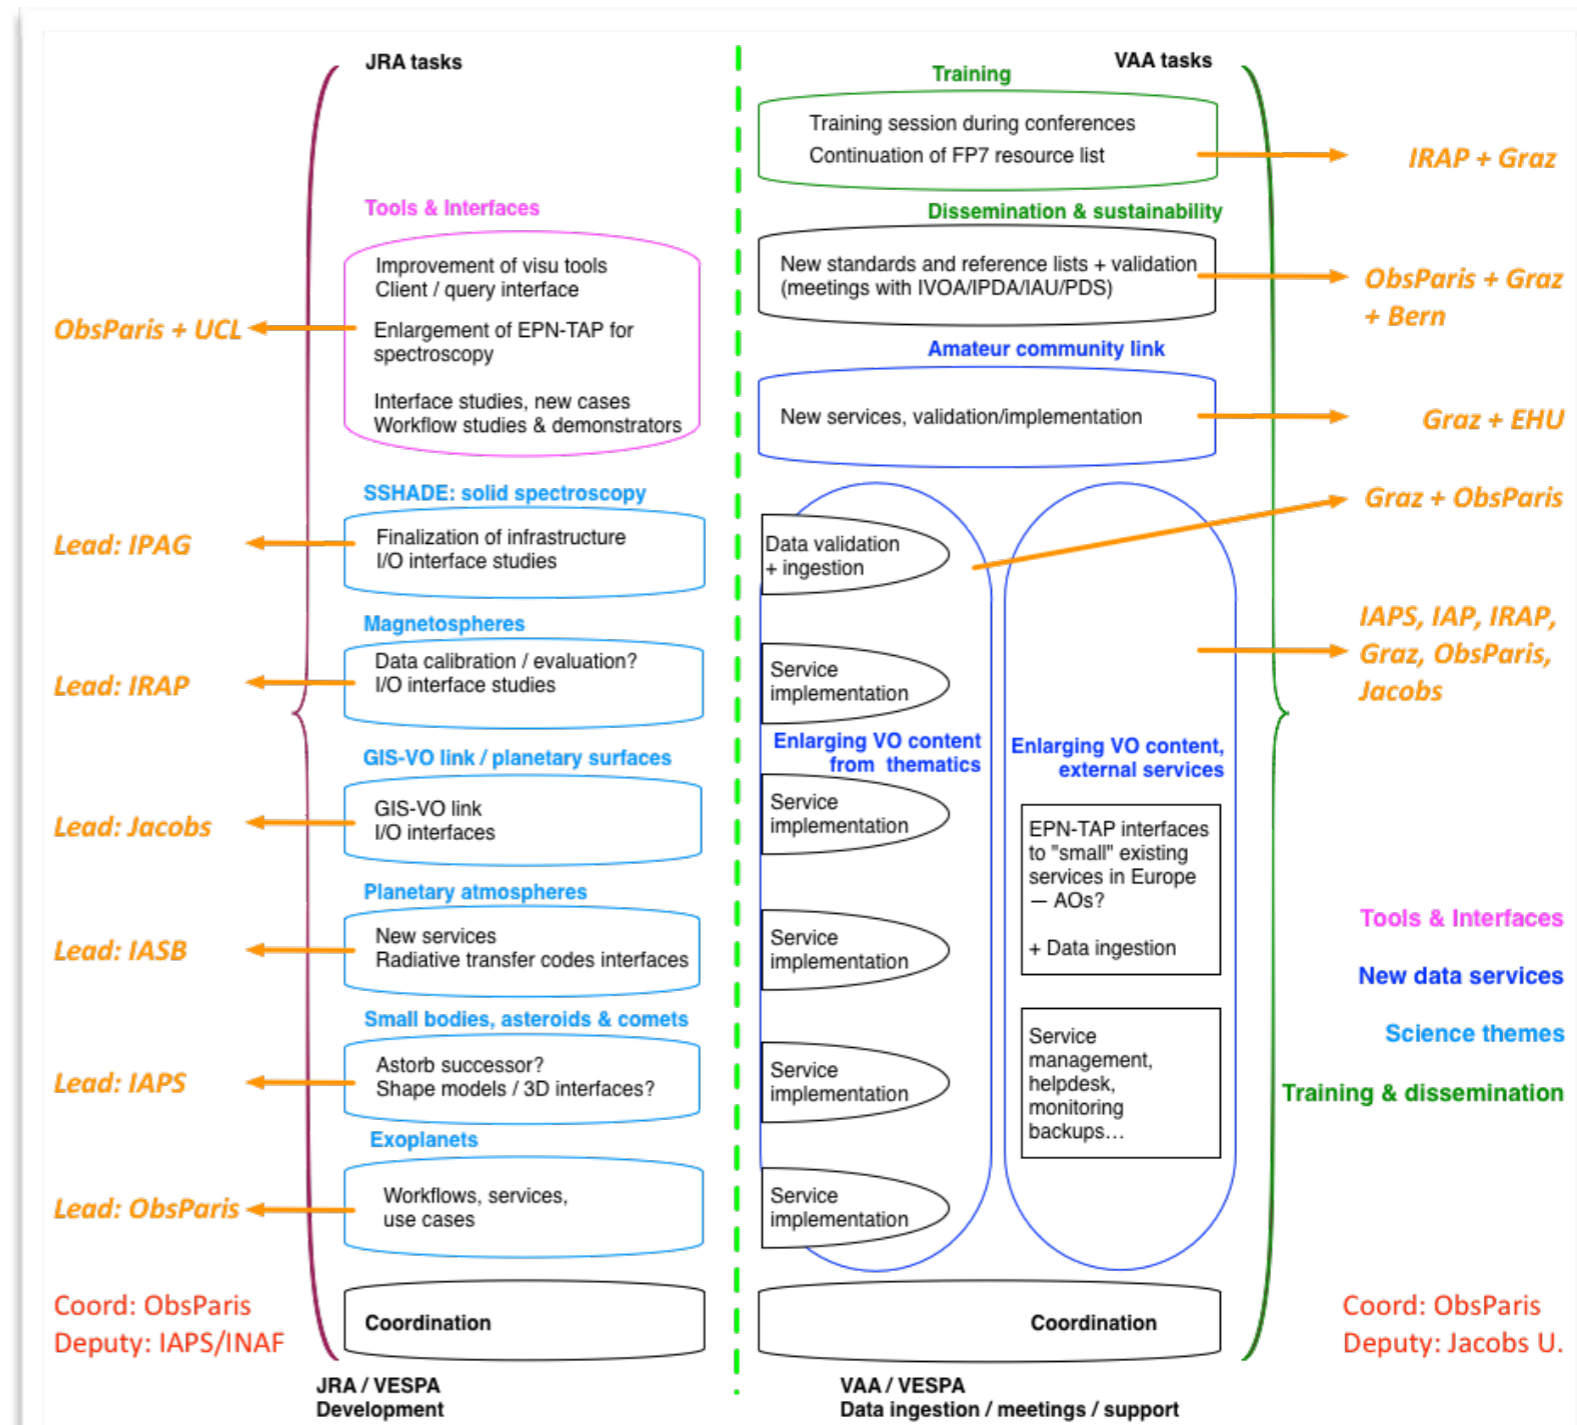 JRA tasks
Tools & Interfaces
Improvement of visu tools
Client / query interface
Enlargement of EPN-TAP for
spectroscopy
Interface studies, new cases
Workflow studies & demonstrators
ObsParis + UCL
SSHADE: solid spectroscopy
Finalization of infrastructure
I/O interface studies
Lead: IPAG
Magnetospheres
Data calibration / evaluation?
I/O interface studies
Lead: IRAP
GIS-VO link / planetary surfaces
GIS-VO link
I/O interfaces
Lead: Jacobs
Planetary atmospheres
New services
Radiative transfer codes interfaces
Lead: IASB
Small bodies, asteroids & comets
Astorb successor?
Shape models / 3D interfaces?
Lead: IAPS
Exoplanets
Workflows, services,
use cases
Lead: ObsParis
Coord: ObsParis
Deputy: IAPS/INAF
Coordination
JRA / VESPA
Development
VAA tasks
Training
Training session during conferences
Continuation of FP7 resource list
IRAP + Graz
Dissemination & sustainability
New standards and reference lists + validation
(meetings with IVOA/IPDA/IAU/PDS)
ObsParis + Graz
+ Bern
Amateur community link
New services, validation/implementation
Graz + EHU
Graz + ObsParis
Data validation
+ ingestion
Service
implementation
Enlarging VO content
from thematics
Service
implementation
Service
implementation
Service
implementation
Service
implementation
IAPS, IAP, IRAP,
Graz, ObsParis,
Jacobs
Enlarging VO content,
external services
EPN-TAP interfaces
to "small" existing
services in Europe
— AOs?
+ Data ingestion
Service
management,
helpdesk,
monitoring
backups...
Tools & Interfaces
New data services
Science themes
Training & dissemination
Coordination
Coord: ObsParis
Deputy: Jacobs U.
VAA / VESPA
Data ingestion / meetings / support